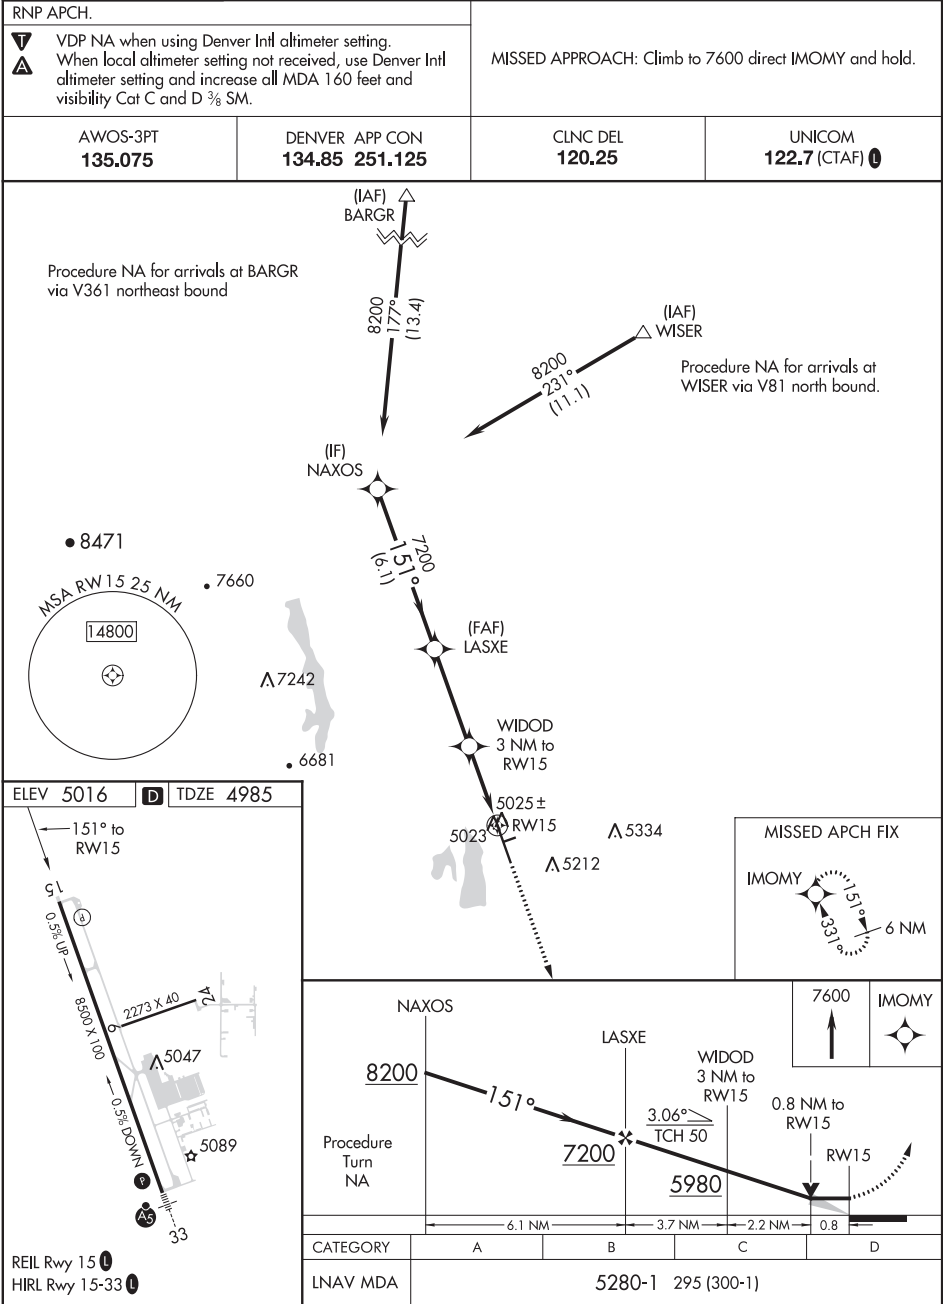 RNP APCH.
T
A
VDP NA when using Denver Intl altimeter setting.
When local altimeter setting not received, use Denver Intl
altimeter setting and increase all MDA 160 feet and
visibility Cat C and D ⅜ SM.
MISSED APPROACH: Climb to 7600 direct IMOMY and hold.
AWOS-3PT
135.075
DENVER APP CON
134.85 251.125
CLNC DEL
120.25
UNICOM
122.7 (CTAF) L
(IAF)
BARGR
Procedure NA for arrivals at BARGR
via V361 northeast bound
8200
177°
(13.4)
(IAF)
WISER
8200
231°
(11.1)
Procedure NA for arrivals at
WISER via V81 north bound.
(IF)
NAXOS
7200
151°
(6.1)
8471
7660
MSA RW15 25 NM
14800
(FAF)
LASXE
7242
6681
WIDOD
3 NM to
RW15
5025 ±
RW15
5023
5334
5212
ELEV 5016
D
TDZE 4985
151° to
RW15
15
P
0.5% UP
8500 X 100
2273 X 40
6
24
5047
0.5% DOWN
5089
P
A5
33
REIL Rwy 15 L
HIRL Rwy 15-33 L
MISSED APCH FIX
IMOMY
151°
331°
6 NM
7600
IMOMY
NAXOS
LASXE
WIDOD
3 NM to
RW15
0.8 NM to
RW15
RW15
8200
151°
3.06°
TCH 50
7200
5980
Procedure
Turn
NA
6.1 NM
3.7 NM
2.2 NM
0.8
CATEGORY
A
B
C
D
LNAV MDA
5280-1 295 (300-1)